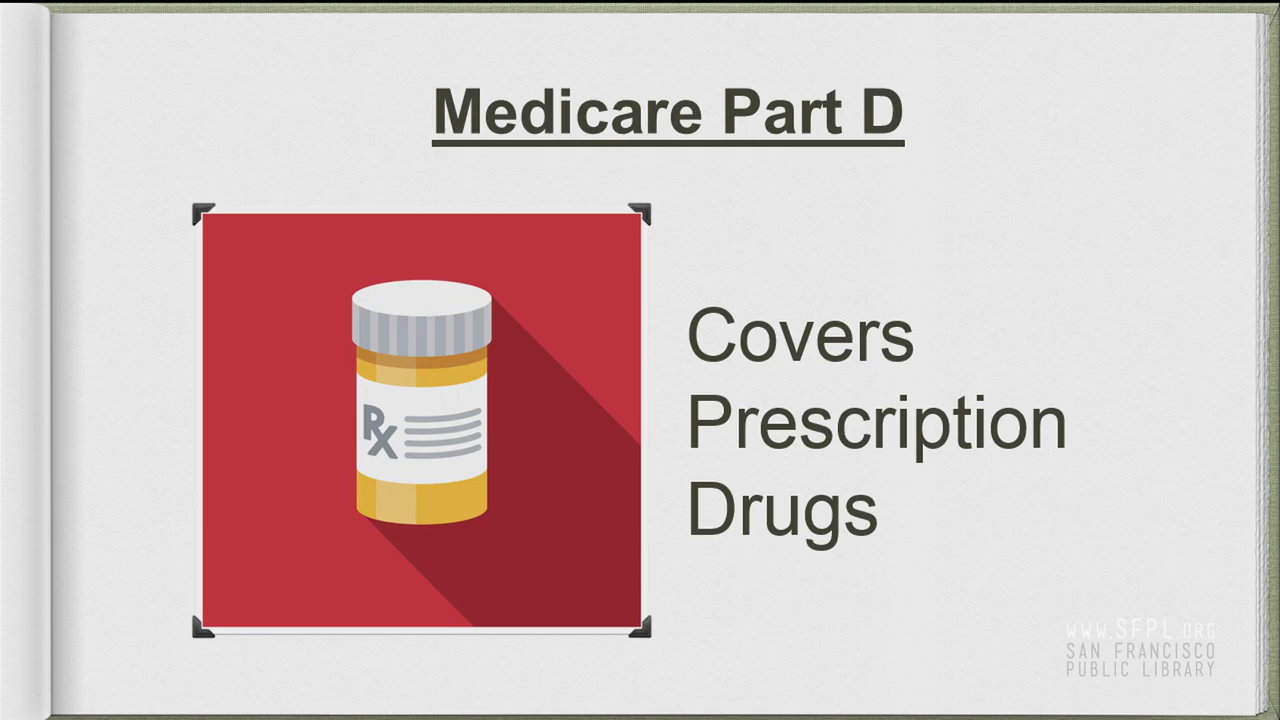 Medicare Part D
Rx
Covers
Prescription
Drugs
www.SFPL.org
SAN FRANCISCO
PUBLIC LIBRARY